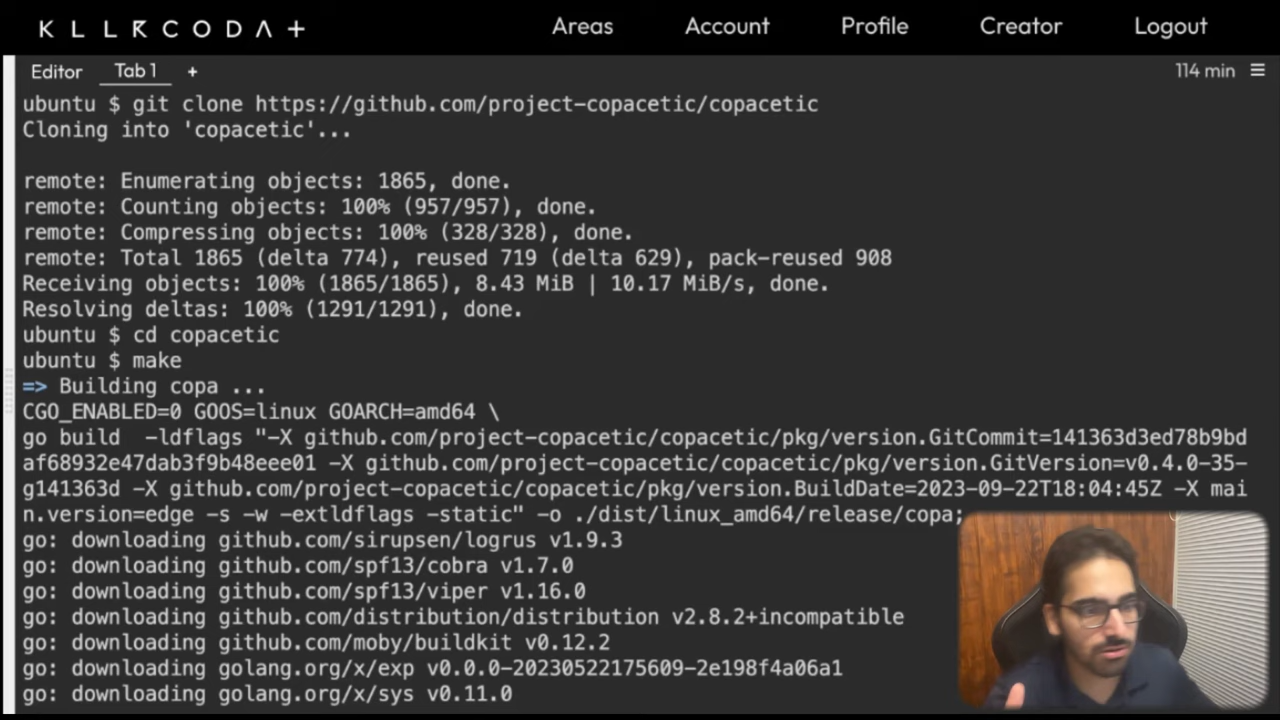 KLLRCODA+
Areas
Account
Profile
Creator
Logout
Editor
Tab 1
+
114 min
ubuntu $ git clone https://github.com/project-copacetic/copacetic
Cloning into 'copacetic'...
remote: Enumerating objects: 1865, done.
remote: Counting objects: 100% (957/957), done.
remote: Compressing objects: 100% (328/328), done.
remote: Total 1865 (delta 774), reused 719 (delta 629), pack-reused 908
Receiving objects: 100% (1865/1865), 8.43 MiB | 10.17 MiB/s, done.
Resolving deltas: 100% (1291/1291), done.
ubuntu $ cd copacetic
ubuntu $ make
=> Building copa ...
CGO_ENABLED=0 GOOS=linux GOARCH=amd64 \
go build  -ldflags "-X github.com/project-copacetic/copacetic/pkg/version.GitCommit=141363d3ed78b9bd
af68932e47dab3f9b48eee01 -X github.com/project-copacetic/copacetic/pkg/version.GitVersion=v0.4.0-35-
g141363d -X github.com/project-copacetic/copacetic/pkg/version.BuildDate=2023-09-22T18:04:45Z -X mai
n.version=edge -s -w -extldflags -static" -o ./dist/linux_amd64/release/copa;
go: downloading github.com/sirupsen/logrus v1.9.3
go: downloading github.com/spf13/cobra v1.7.0
go: downloading github.com/spf13/viper v1.16.0
go: downloading github.com/distribution/distribution v2.8.2+incompatible
go: downloading github.com/moby/buildkit v0.12.2
go: downloading golang.org/x/exp v0.0.0-20230522175609-2e198f4a06a1
go: downloading golang.org/x/sys v0.11.0